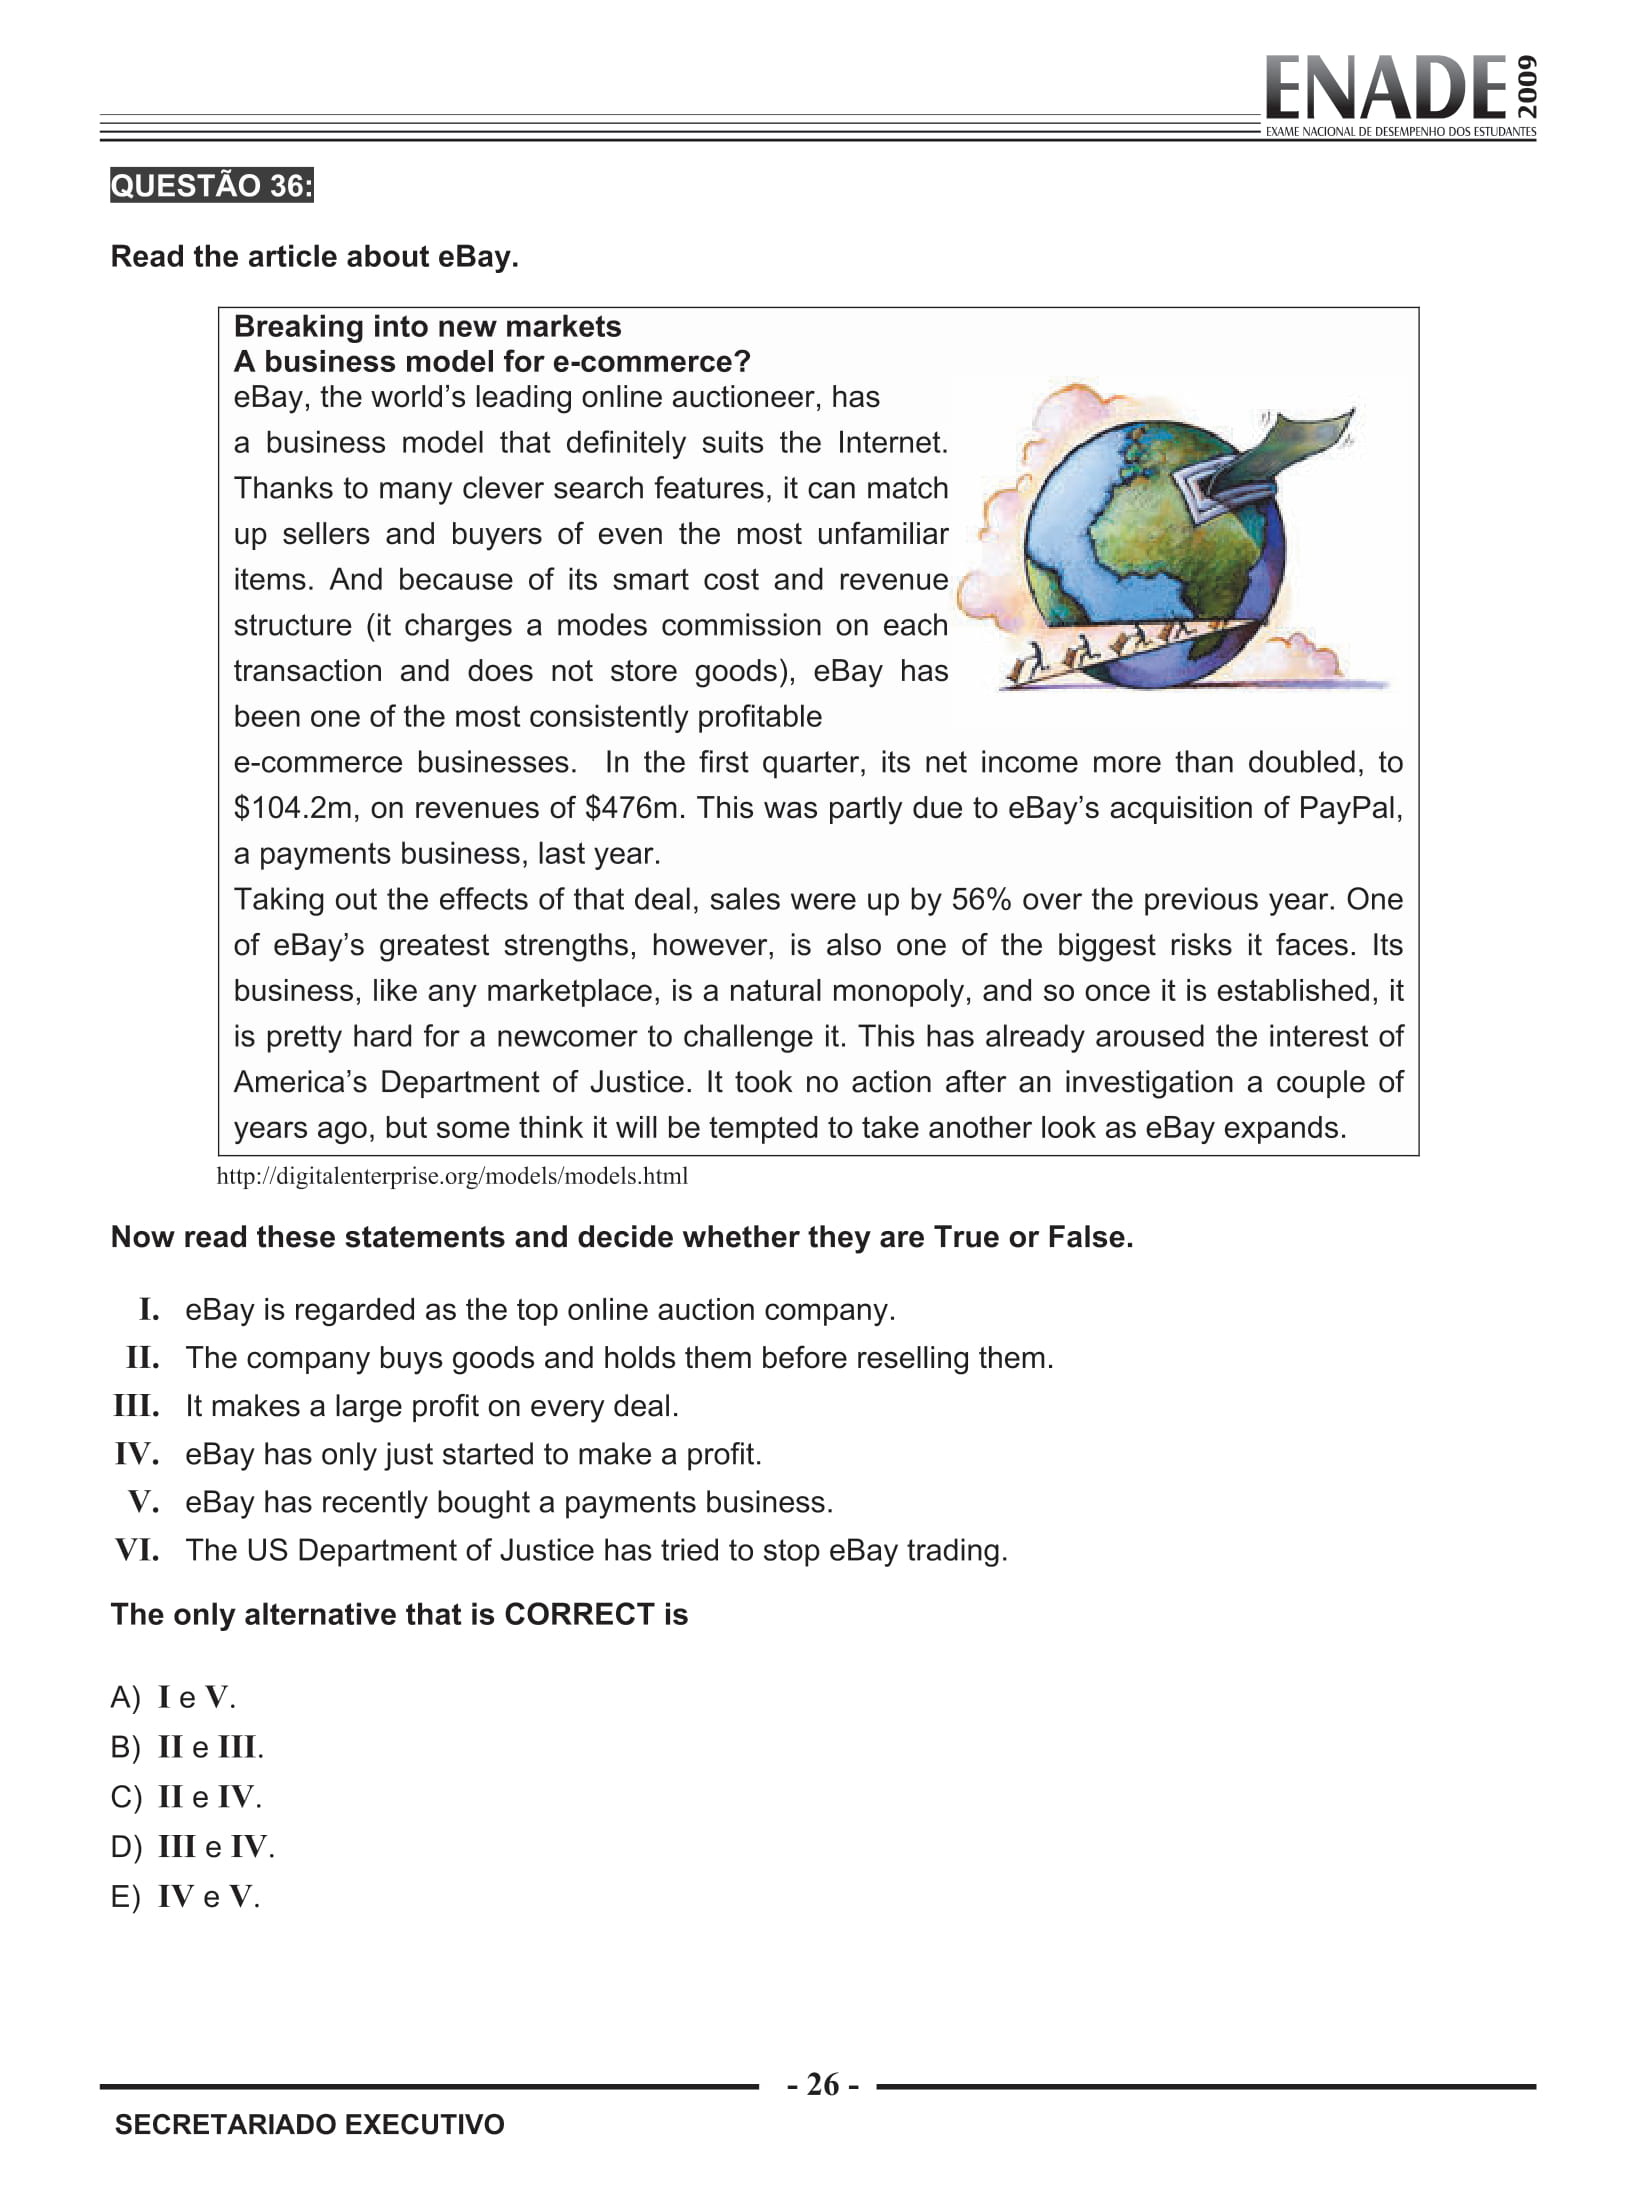 ENADE 2009
EXAME NACIONAL DE DESEMPENHO DOS ESTUDANTES
QUESTÃO 36:
Read the article about eBay.
Breaking into new markets
A business model for e-commerce?
eBay, the world’s leading online auctioneer, has
a business model that definitely suits the Internet.
Thanks to many clever search features, it can match
up sellers and buyers of even the most unfamiliar
items. And because of its smart cost and revenue
structure (it charges a modes commission on each
transaction and does not store goods), eBay has
been one of the most consistently profitable
e-commerce businesses. In the first quarter, its net income more than doubled, to
$104.2m, on revenues of $476m. This was partly due to eBay’s acquisition of PayPal,
a payments business, last year.
Taking out the effects of that deal, sales were up by 56% over the previous year. One
of eBay’s greatest strengths, however, is also one of the biggest risks it faces. Its
business, like any marketplace, is a natural monopoly, and so once it is established, it
is pretty hard for a newcomer to challenge it. This has already aroused the interest of
America’s Department of Justice. It took no action after an investigation a couple of
years ago, but some think it will be tempted to take another look as eBay expands.
http://digitalenterprise.org/models/models.html
Now read these statements and decide whether they are True or False.
I. eBay is regarded as the top online auction company.
II. The company buys goods and holds them before reselling them.
III. It makes a large profit on every deal.
IV. eBay has only just started to make a profit.
V. eBay has recently bought a payments business.
VI. The US Department of Justice has tried to stop eBay trading.
The only alternative that is CORRECT is
A) I e V.
B) II e III.
C) II e IV.
D) III e IV.
E) IV e V.
- 26 -
SECRETARIADO EXECUTIVO